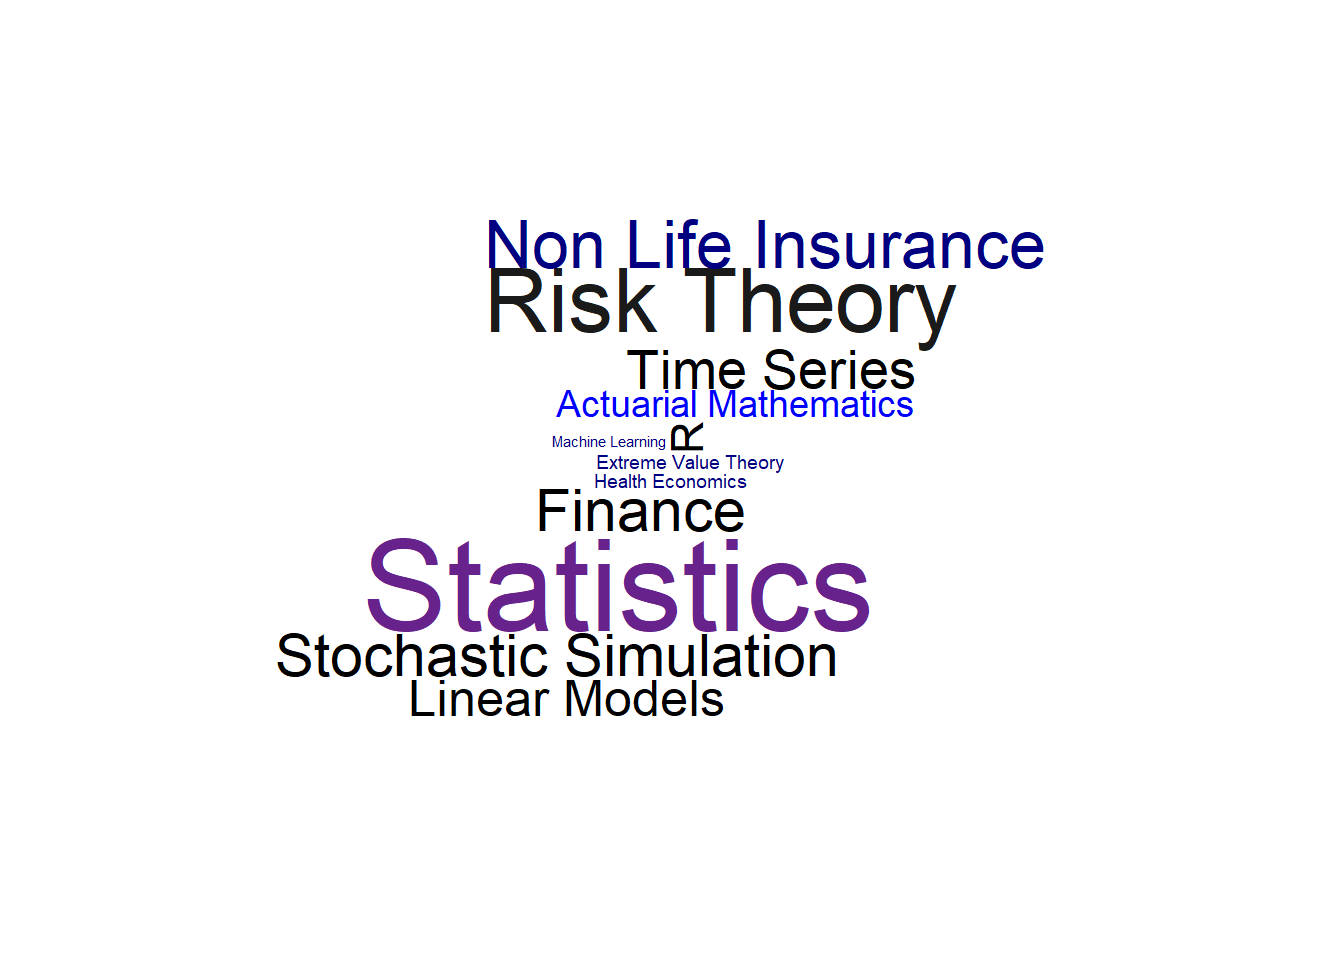 Non Life Insurance
Risk Theory
Time Series
Actuarial Mathematics
R
Machine Learning
Extreme Value Theory
Health Economics
Finance
Statistics
Stochastic Simulation
Linear Models